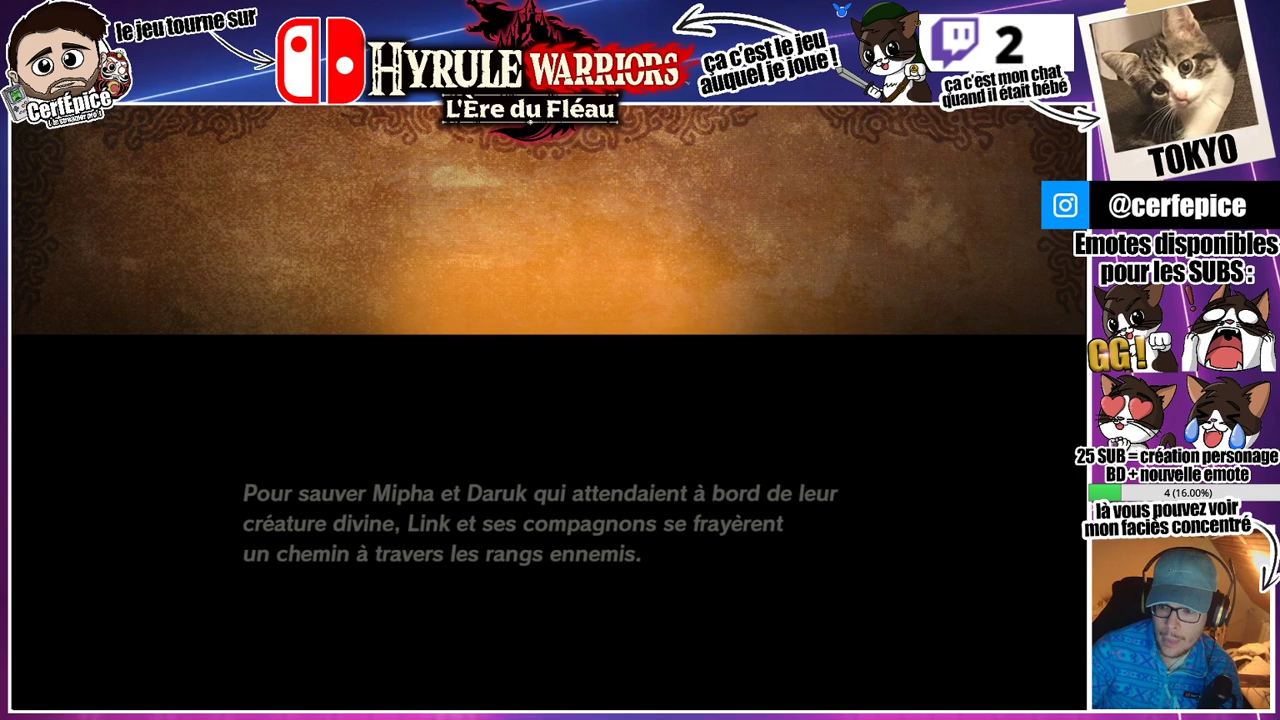 le jeu tourne sur
HYRULE WARRIORS
L'Ère du Fléau
ça c'est le jeu
auquel je joue !
2
ça c'est mon chat
quand il était bébé
TOKYO
CerfÉpice
@cerfepice
Emotes disponibles
pour les SUBS :
GG !
25 SUB = création personage
BD + nouvelle emote
4 (16.00%)
là vous pouvez voir
mon faciès concentré
Pour sauver Mipha et Daruk qui attendaient à bord de leur
créature divine, Link et ses compagnons se frayèrent
un chemin à travers les rangs ennemis.